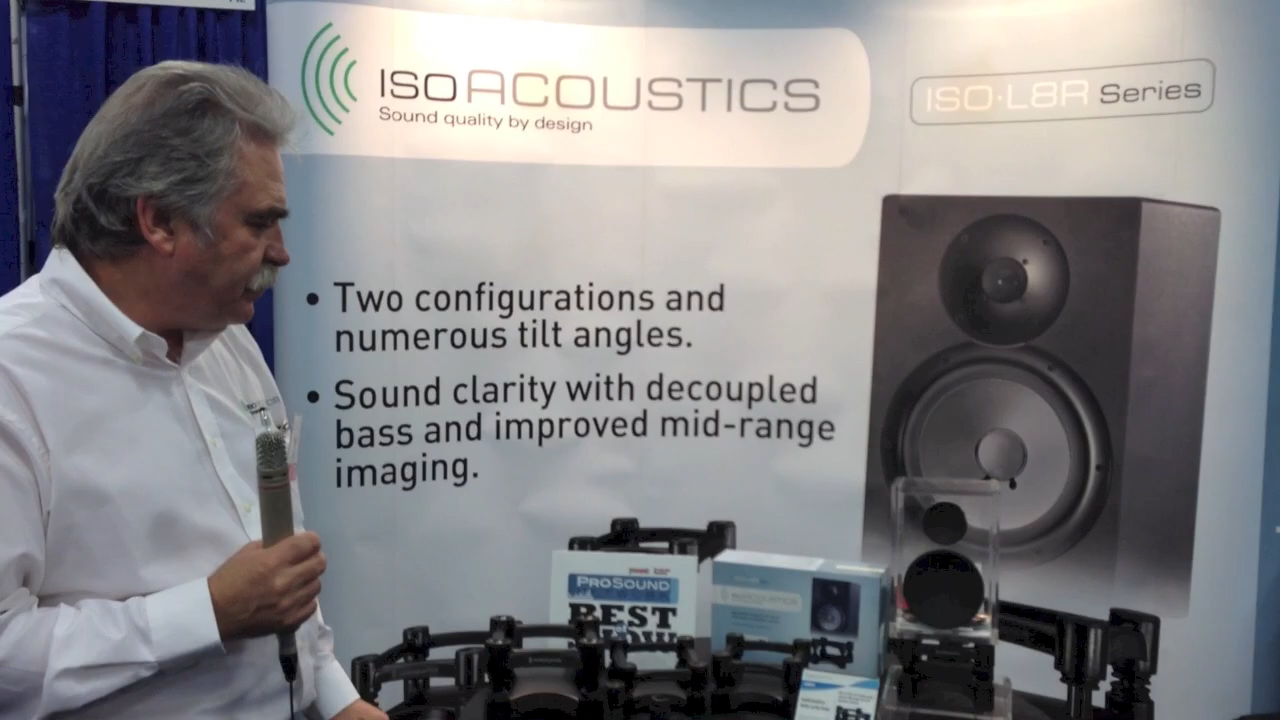 ISOACOUSTICS
Sound quality by design
ISO·L8R Series
• Two configurations and
numerous tilt angles.
• Sound clarity with decoupled
bass and improved mid-range
imaging.
PROSOUND
BEST
ISOACOUSTICS